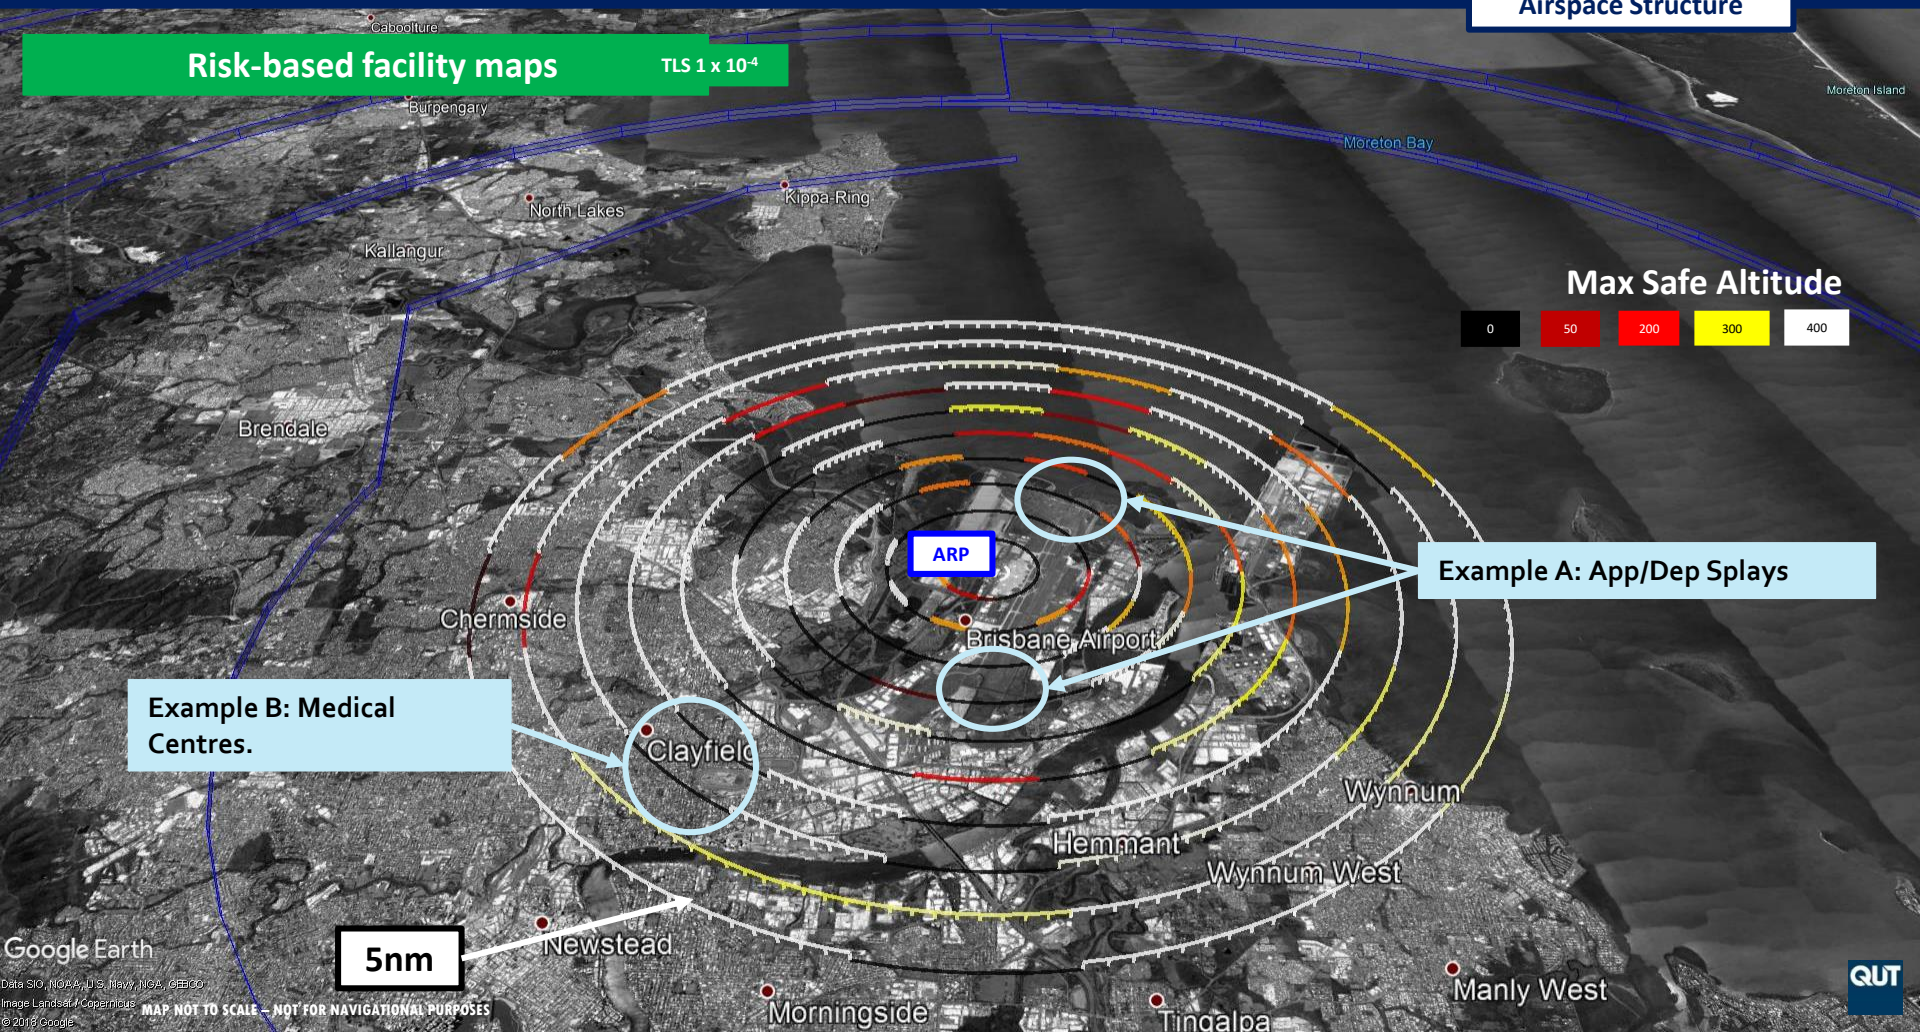 Airspace Structure
Caboolture
Risk-based facility maps
TLS 1 x 10⁻⁴
Burpengary
Moreton Island
Moreton Bay
North Lakes
Kippa-Ring
Kallangur
Max Safe Altitude
0 50 200 300 400
Brendale
ARP
Example A: App/Dep Splays
Chermside
Brisbane Airport
Example B: Medical
Centres.
Clayfield
Wynnum
Hemmant
Wynnum West
5nm
Newstead
Google Earth
Manly West
QUT
Data SIO, NOAA, U.S. Navy, NGA, GEBCO
Image Landsat / Copernicus
MAP NOT TO SCALE – NOT FOR NAVIGATIONAL PURPOSES
Morningside
Tingalpa
© 2018 Google